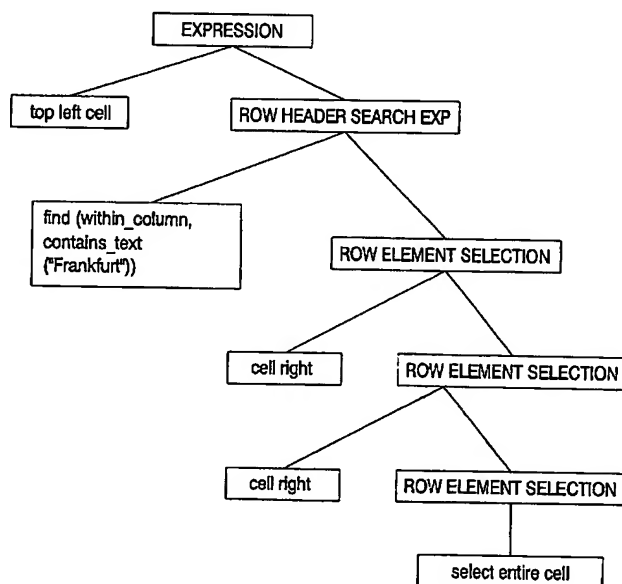 EXPRESSION
top left cell
ROW HEADER SEARCH EXP
find (within_column,
contains_text
("Frankfurt"))
ROW ELEMENT SELECTION
cell right
ROW ELEMENT SELECTION
cell right
ROW ELEMENT SELECTION
select entire cell